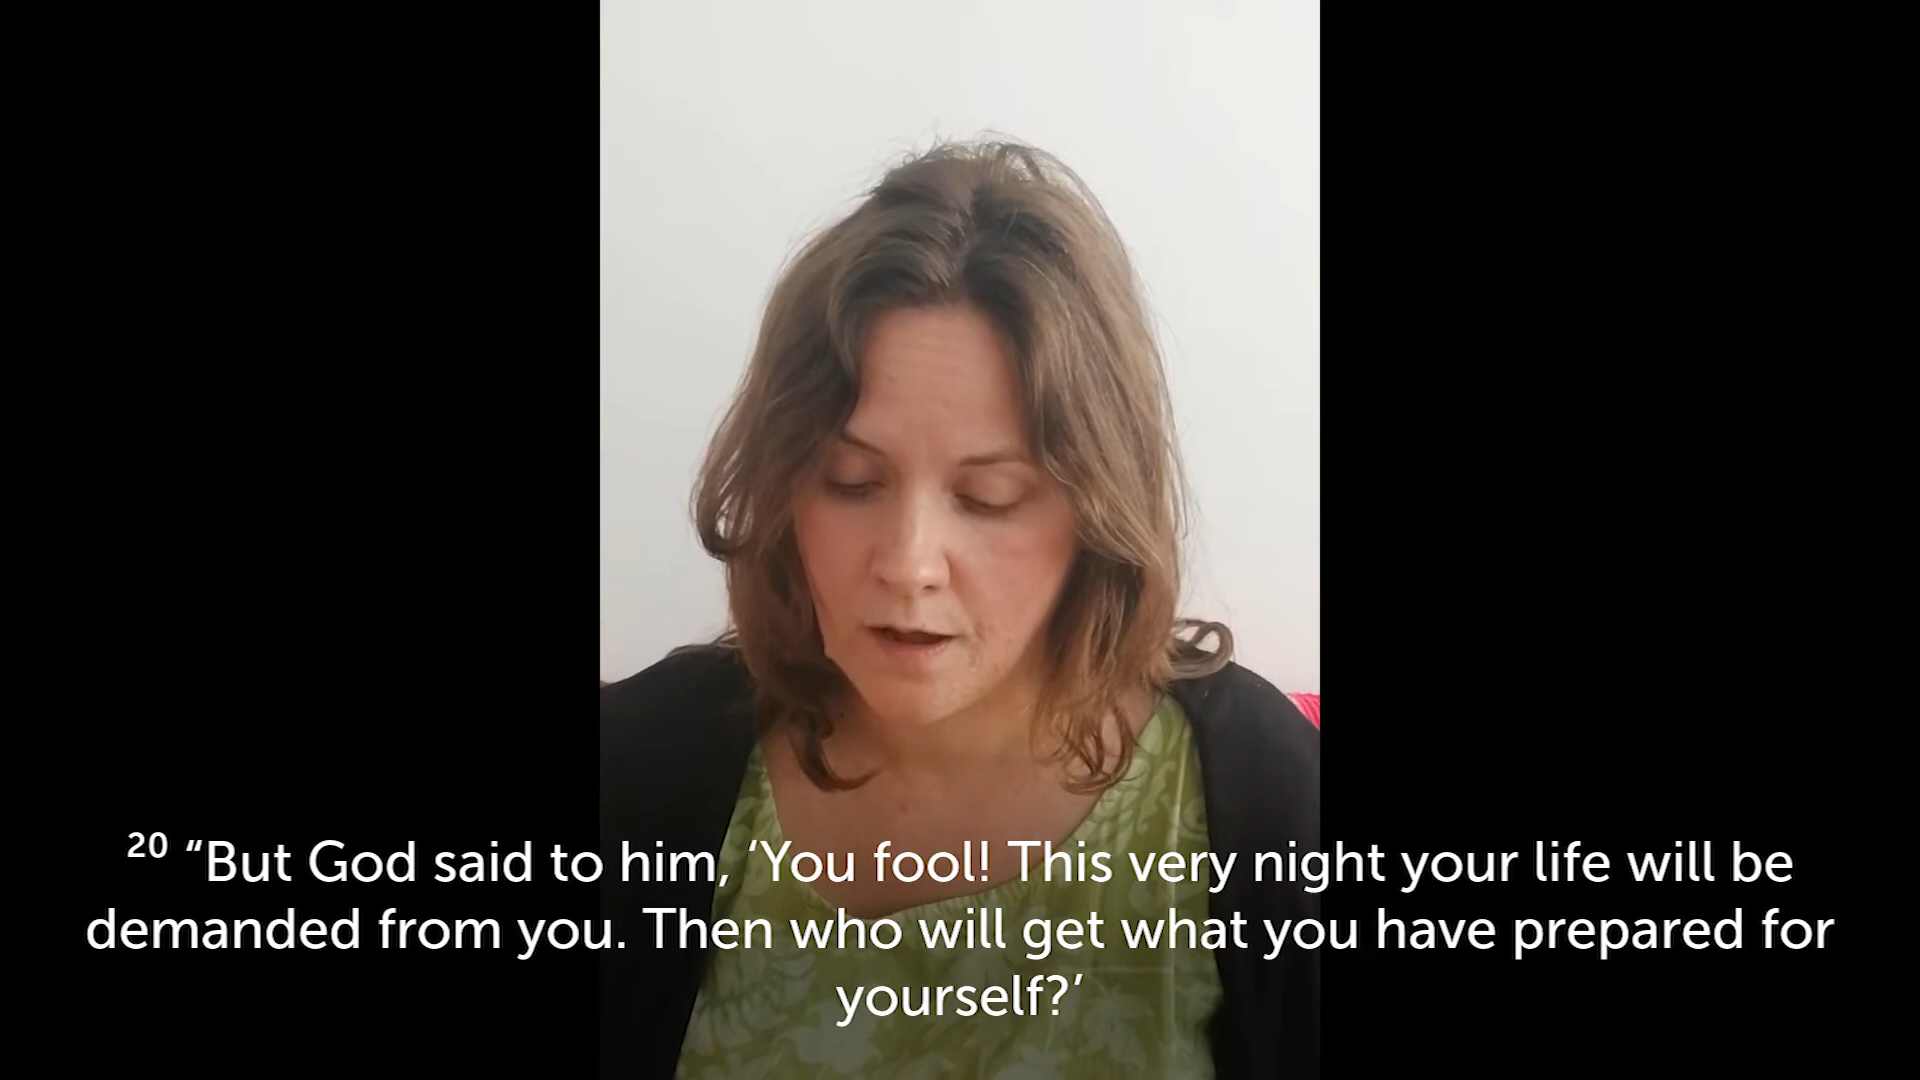 20 “But God said to him, ‘You fool! This very night your life will be
demanded from you. Then who will get what you have prepared for
yourself?’